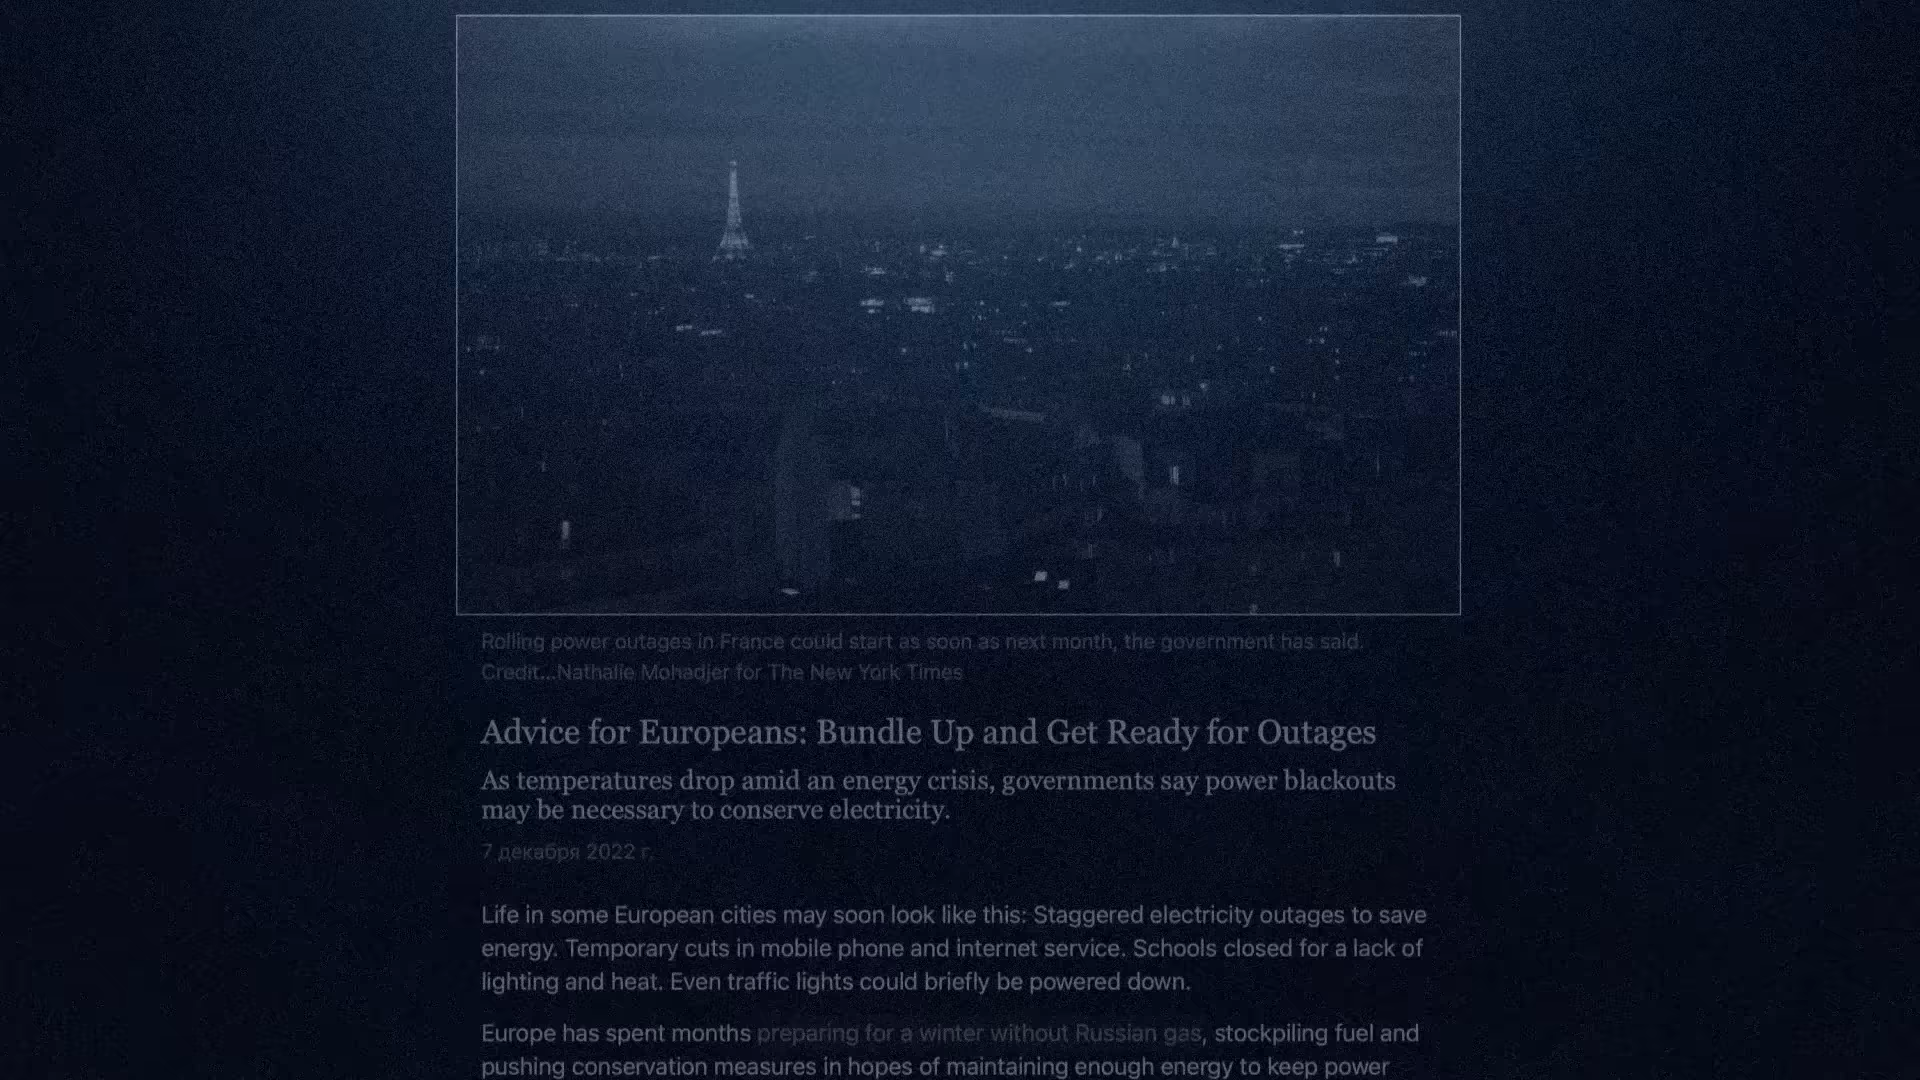 Rolling power outages in France could start as soon as next month, the government has said.
Credit...Nathalie Mohadjer for The New York Times
Advice for Europeans: Bundle Up and Get Ready for Outages
As temperatures drop amid an energy crisis, governments say power blackouts
may be necessary to conserve electricity.
7 декабря 2022 г.
Life in some European cities may soon look like this: Staggered electricity outages to save
energy. Temporary cuts in mobile phone and internet service. Schools closed for a lack of
lighting and heat. Even traffic lights could briefly be powered down.
Europe has spent months preparing for a winter without Russian gas, stockpiling fuel and
pushing conservation measures in hopes of maintaining enough energy to keep power